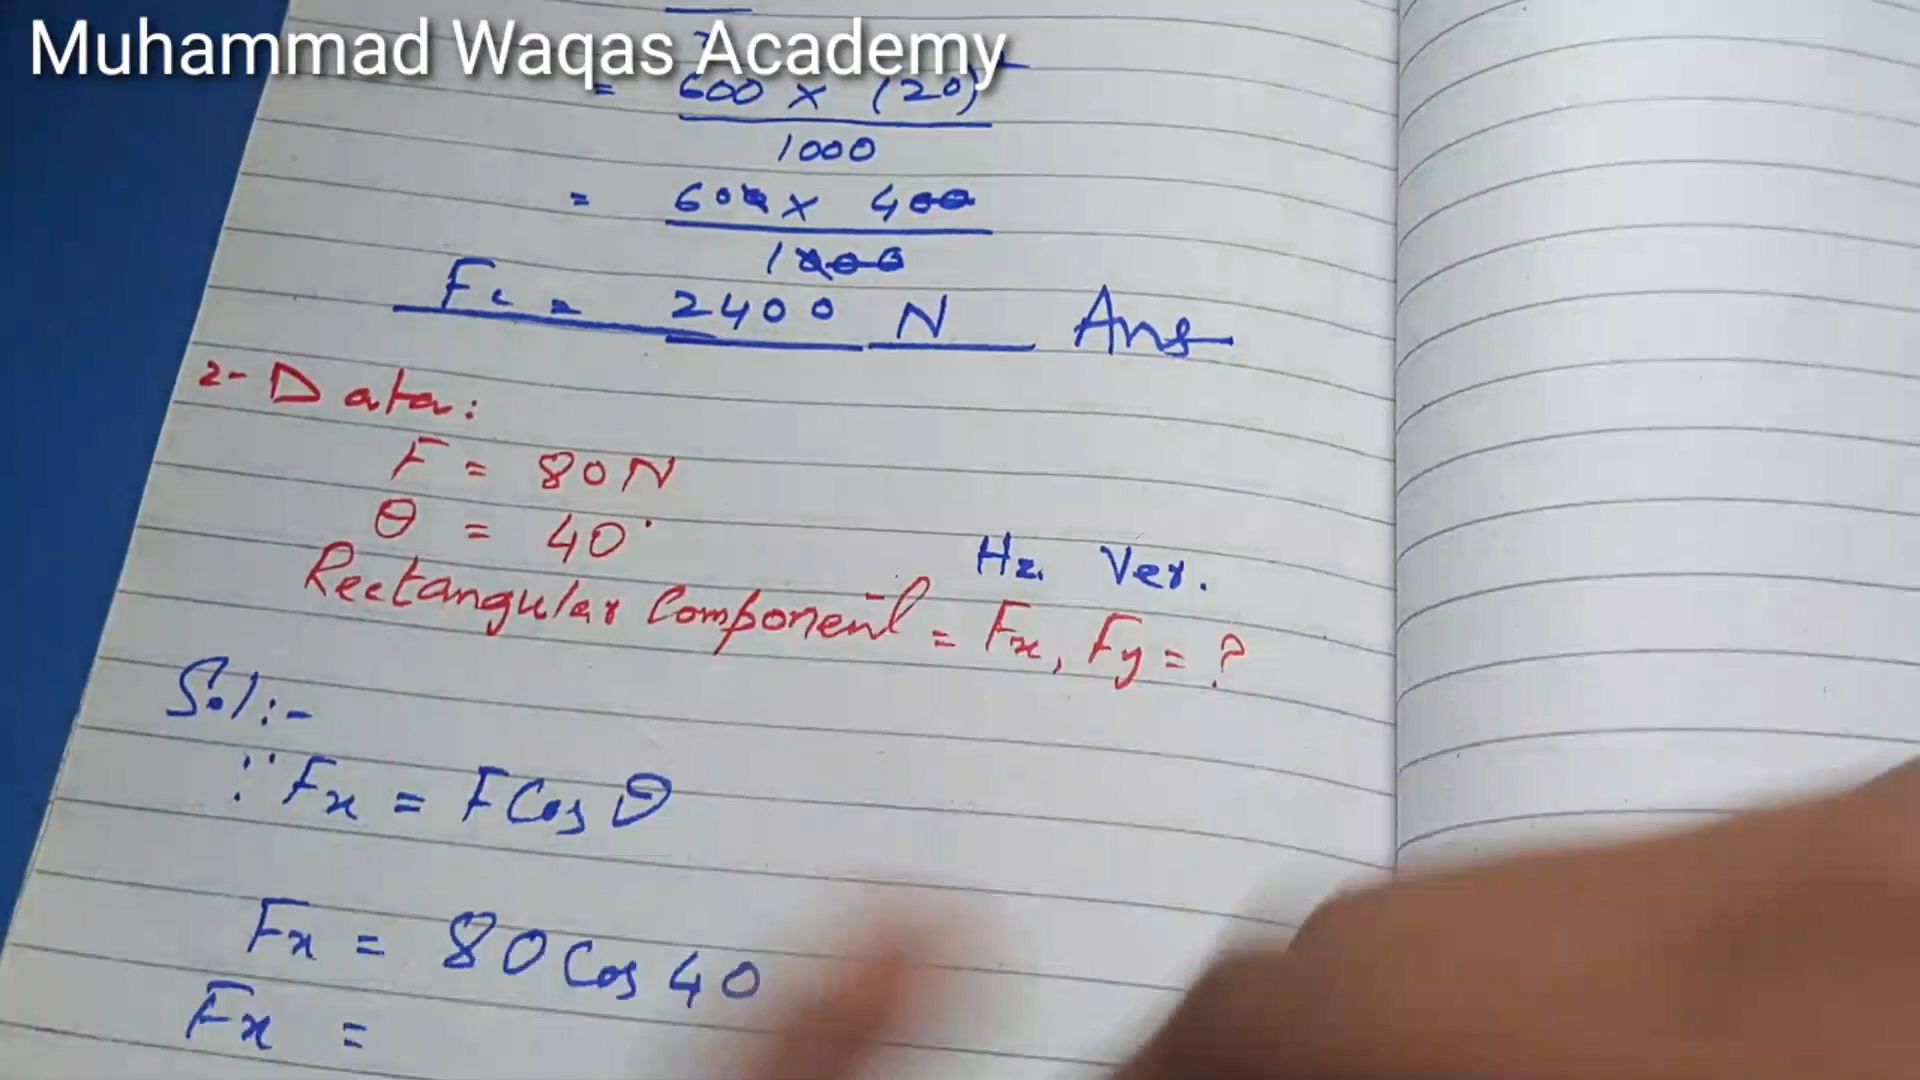 Muhammad Waqas Academy
= 600 x (20)²
1000
= 600 x 400
1000
Fc = 2400 N Ans
2- Data:
F = 80N
θ = 40°
Hz. Ver.
Rectangular Component = Fx, Fy = ?
Sol:-
∵ Fx = F Cos θ
Fx = 80 Cos 40
Fx =